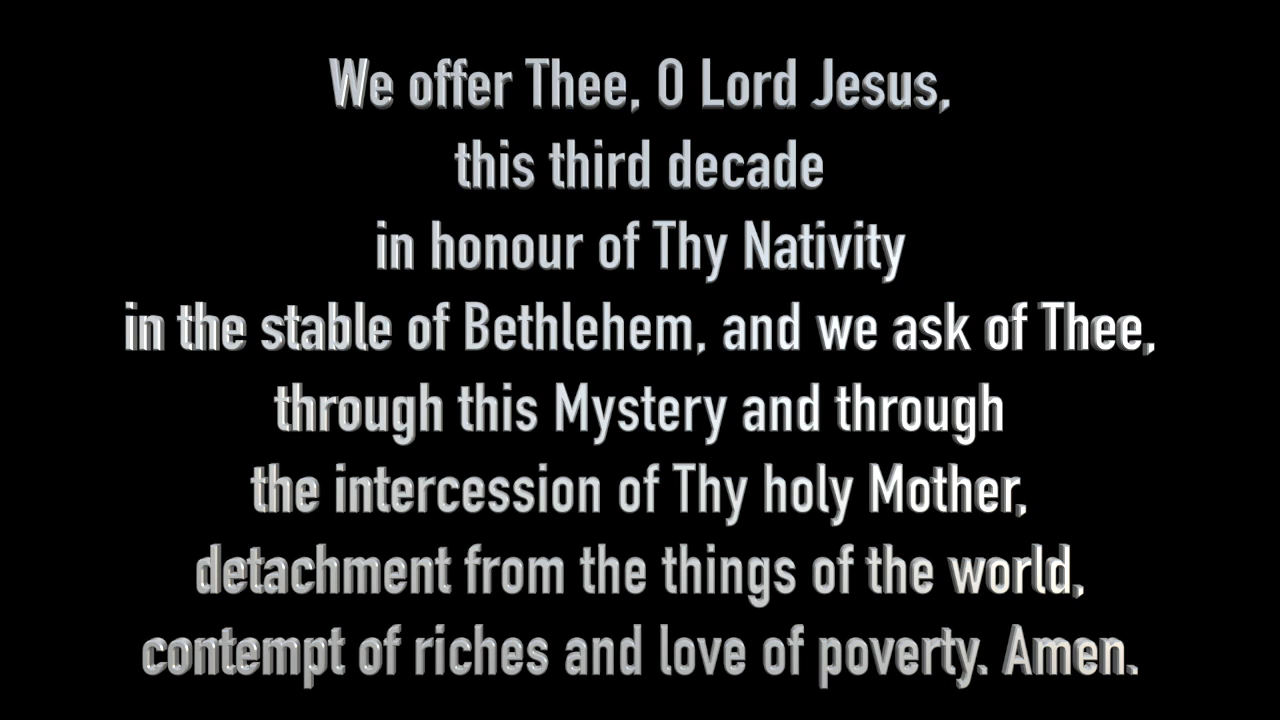 We offer Thee, O Lord Jesus,
this third decade
in honour of Thy Nativity
in the stable of Bethlehem, and we ask of Thee,
through this Mystery and through
the intercession of Thy holy Mother,
detachment from the things of the world,
contempt of riches and love of poverty. Amen.